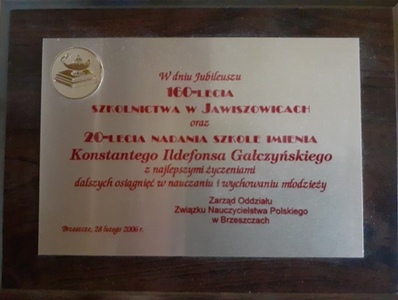 W dniu Jubileuszu
160-lecia
szkolnictwa w Jawiszowicach
oraz
20-lecia nadania szkole imienia
Konstantego Ildefonsa Gałczyńskiego
z najlepszymi życzeniami
dalszych osiągnięć w nauczaniu i wychowaniu młodzieży
Zarząd Oddziału
Związku Nauczycielstwa Polskiego
w Brzeszczach
Brzeszcze, 28 lutego 2006 r.